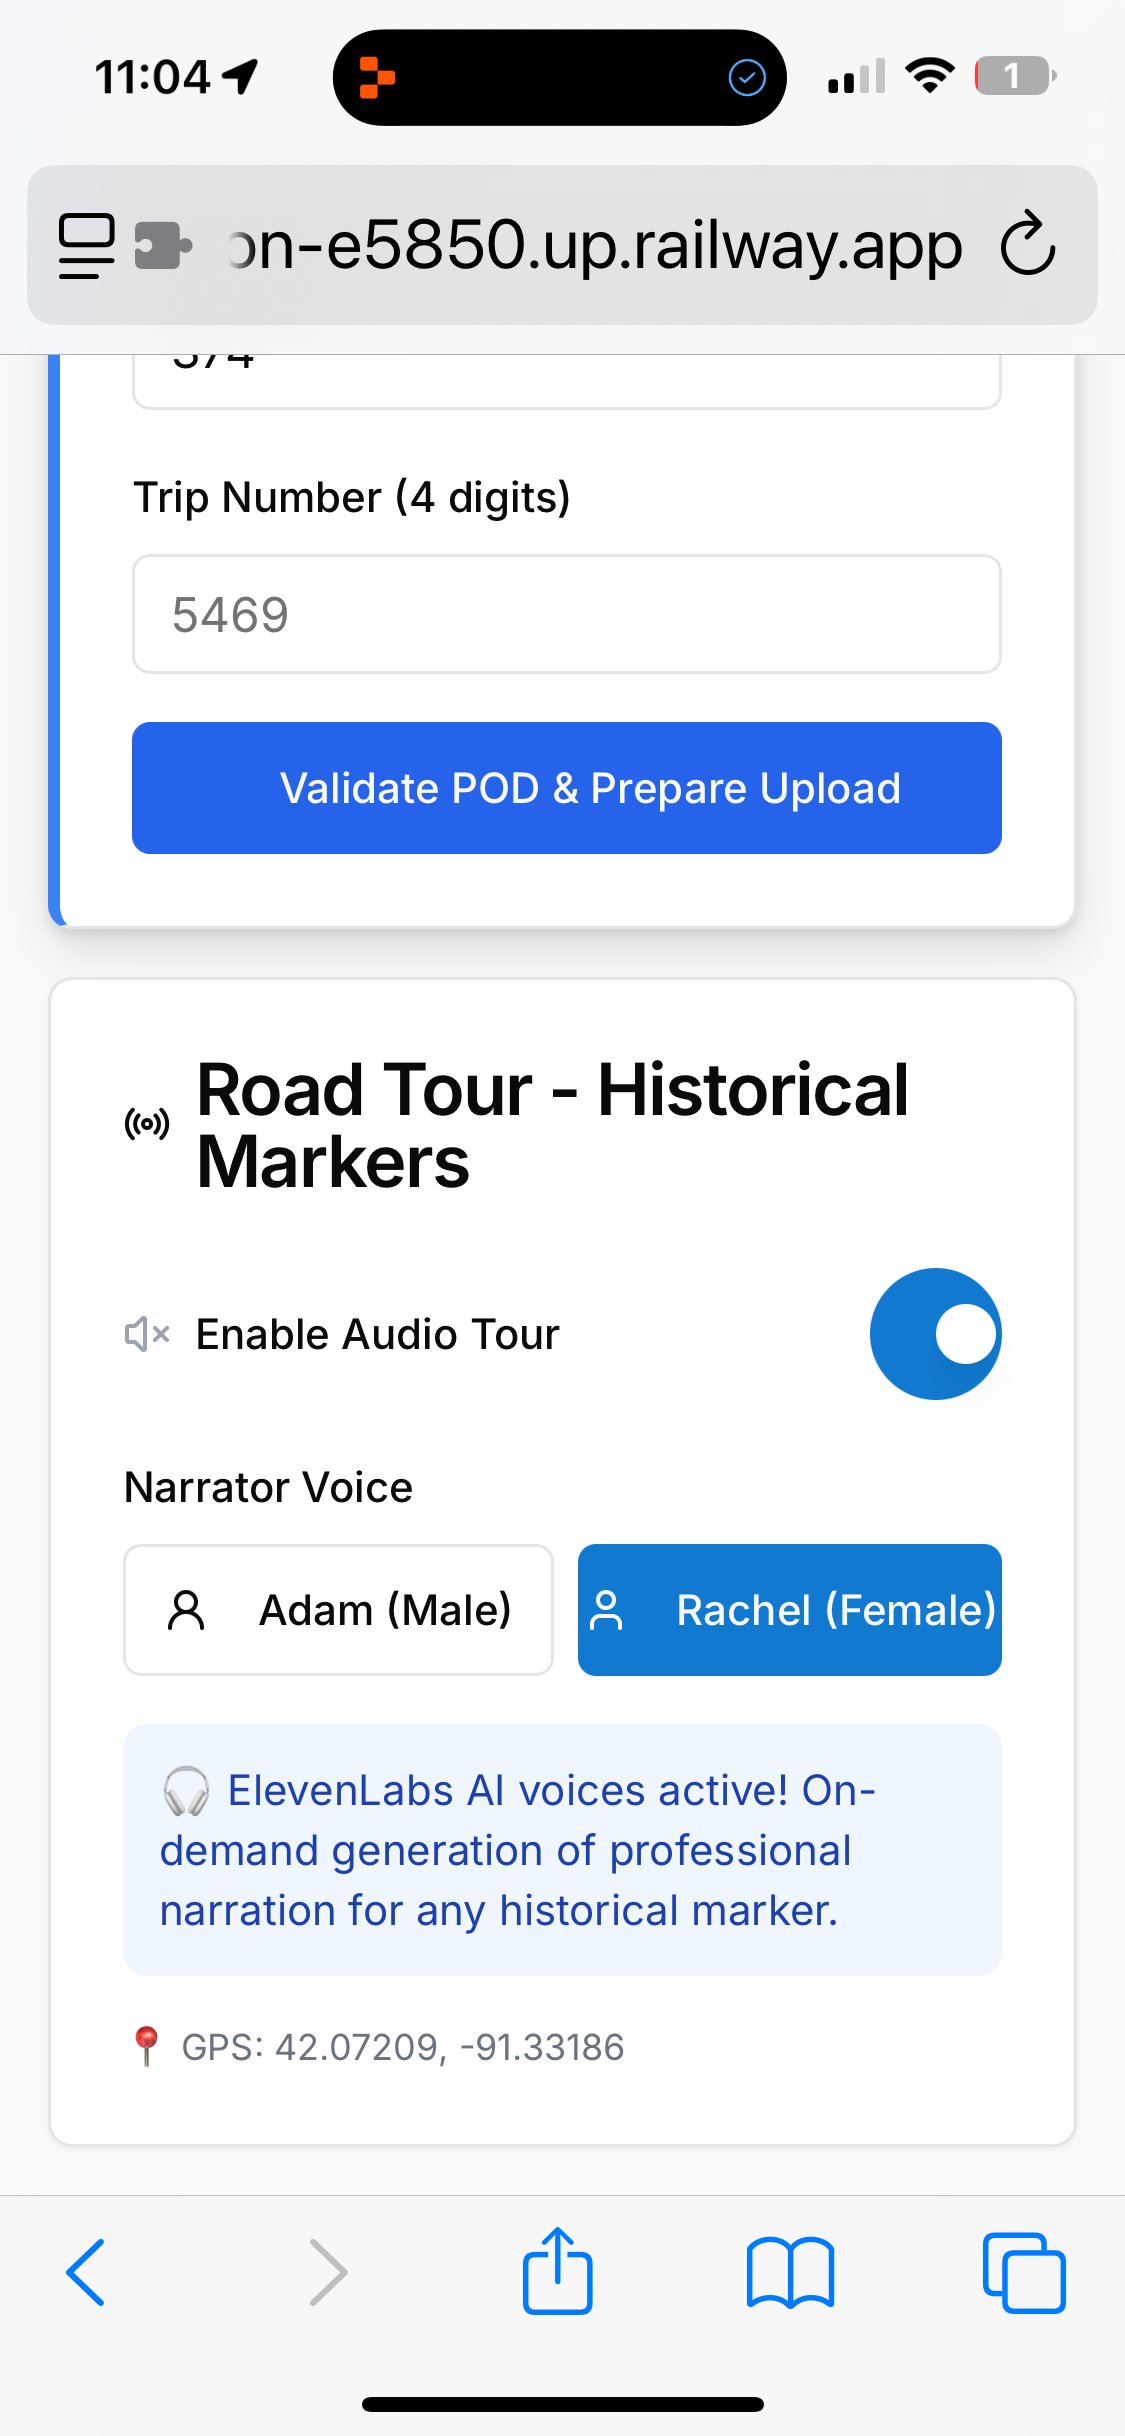 11:04
1
on-e5850.up.railway.app
374
Trip Number (4 digits)
5469
Validate POD & Prepare Upload
Road Tour - Historical
Markers
Enable Audio Tour
Narrator Voice
Adam (Male)
Rachel (Female)
ElevenLabs AI voices active! On-
demand generation of professional
narration for any historical marker.
GPS: 42.07209, -91.33186